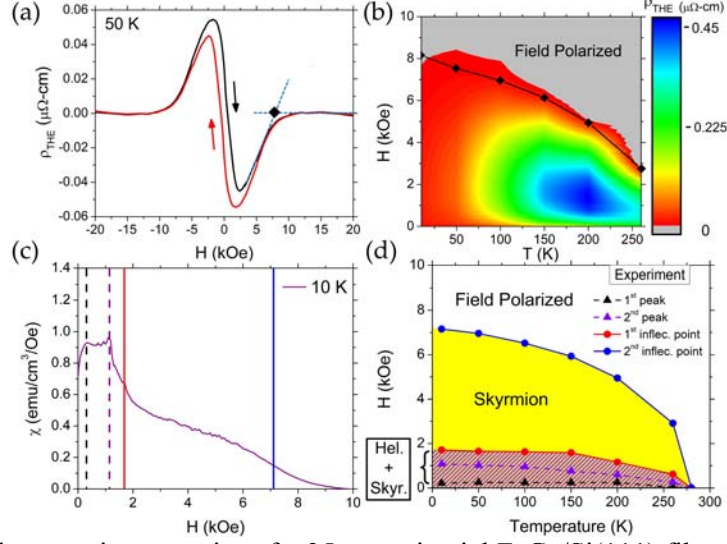 (a)
50 K
0.06
0.04
0.02
0.00
-0.02
-0.04
-0.06
ρTHE (μΩ-cm)
-20 -15 -10 -5 0 5 10 15 20
H (kOe)
(b)
Field Polarized
10
8
6
4
2
0
H (kOe)
50 100 150 200 250
T (K)
ρTHE (μΩ-cm)
0.45
0.225
0
(c)
10 K
1.4
1.2
1.0
0.8
0.6
0.4
0.2
0.0
χ (emu/cm³/Oe)
0 2 4 6 8 10
H (kOe)
(d)
10
8
6
4
2
0
H (kOe)
Field Polarized
Experiment
1st peak
2nd peak
1st inflec. point
2nd inflec. point
Skyrmion
Hel.
+
Skyr.
0 50 100 150 200 250 300
Temperature (K)